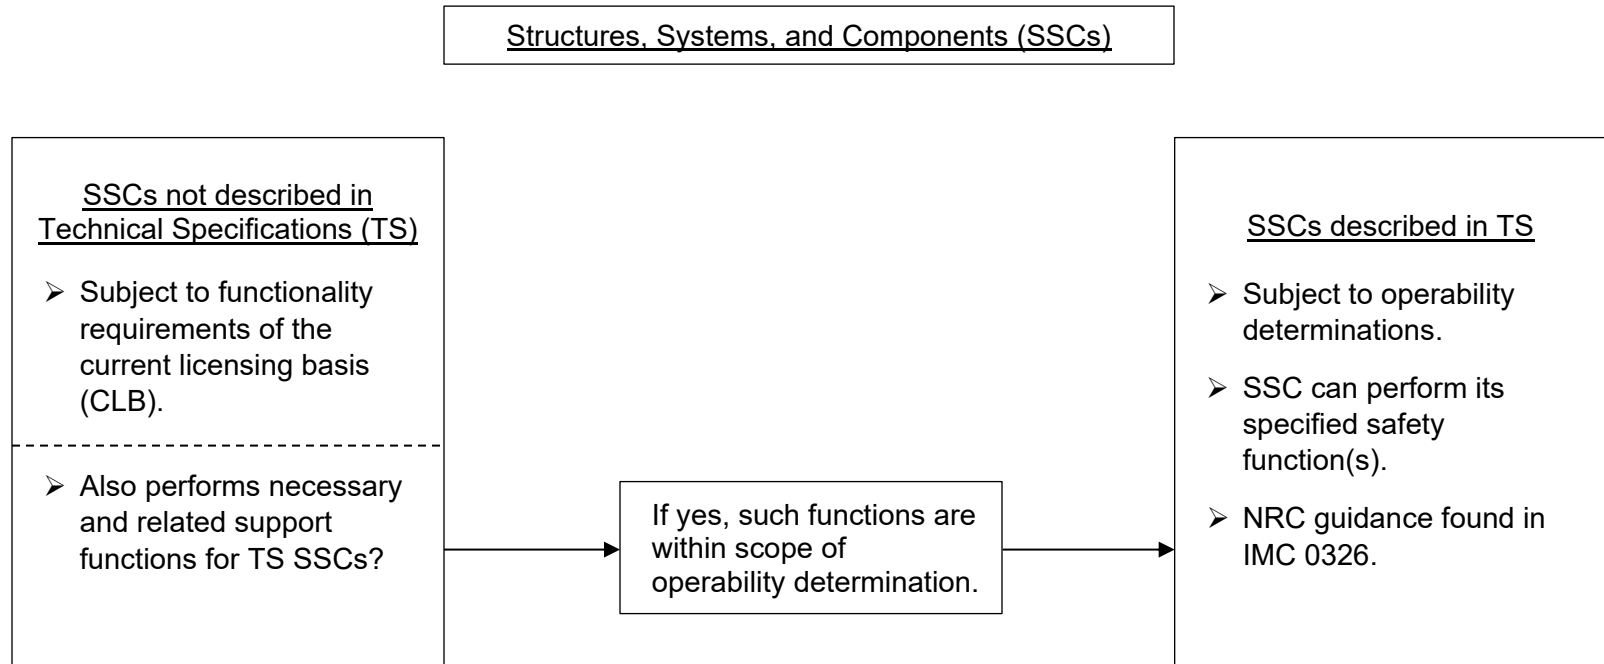 Structures, Systems, and Components (SSCs)
SSCs not described in
Technical Specifications (TS)
➢ Subject to functionality
requirements of the
current licensing basis
(CLB).
➢ Also performs necessary
and related support
functions for TS SSCs?
If yes, such functions are
within scope of
operability determination.
SSCs described in TS
➢ Subject to operability
determinations.
➢ SSC can perform its
specified safety
function(s).
➢ NRC guidance found in
IMC 0326.